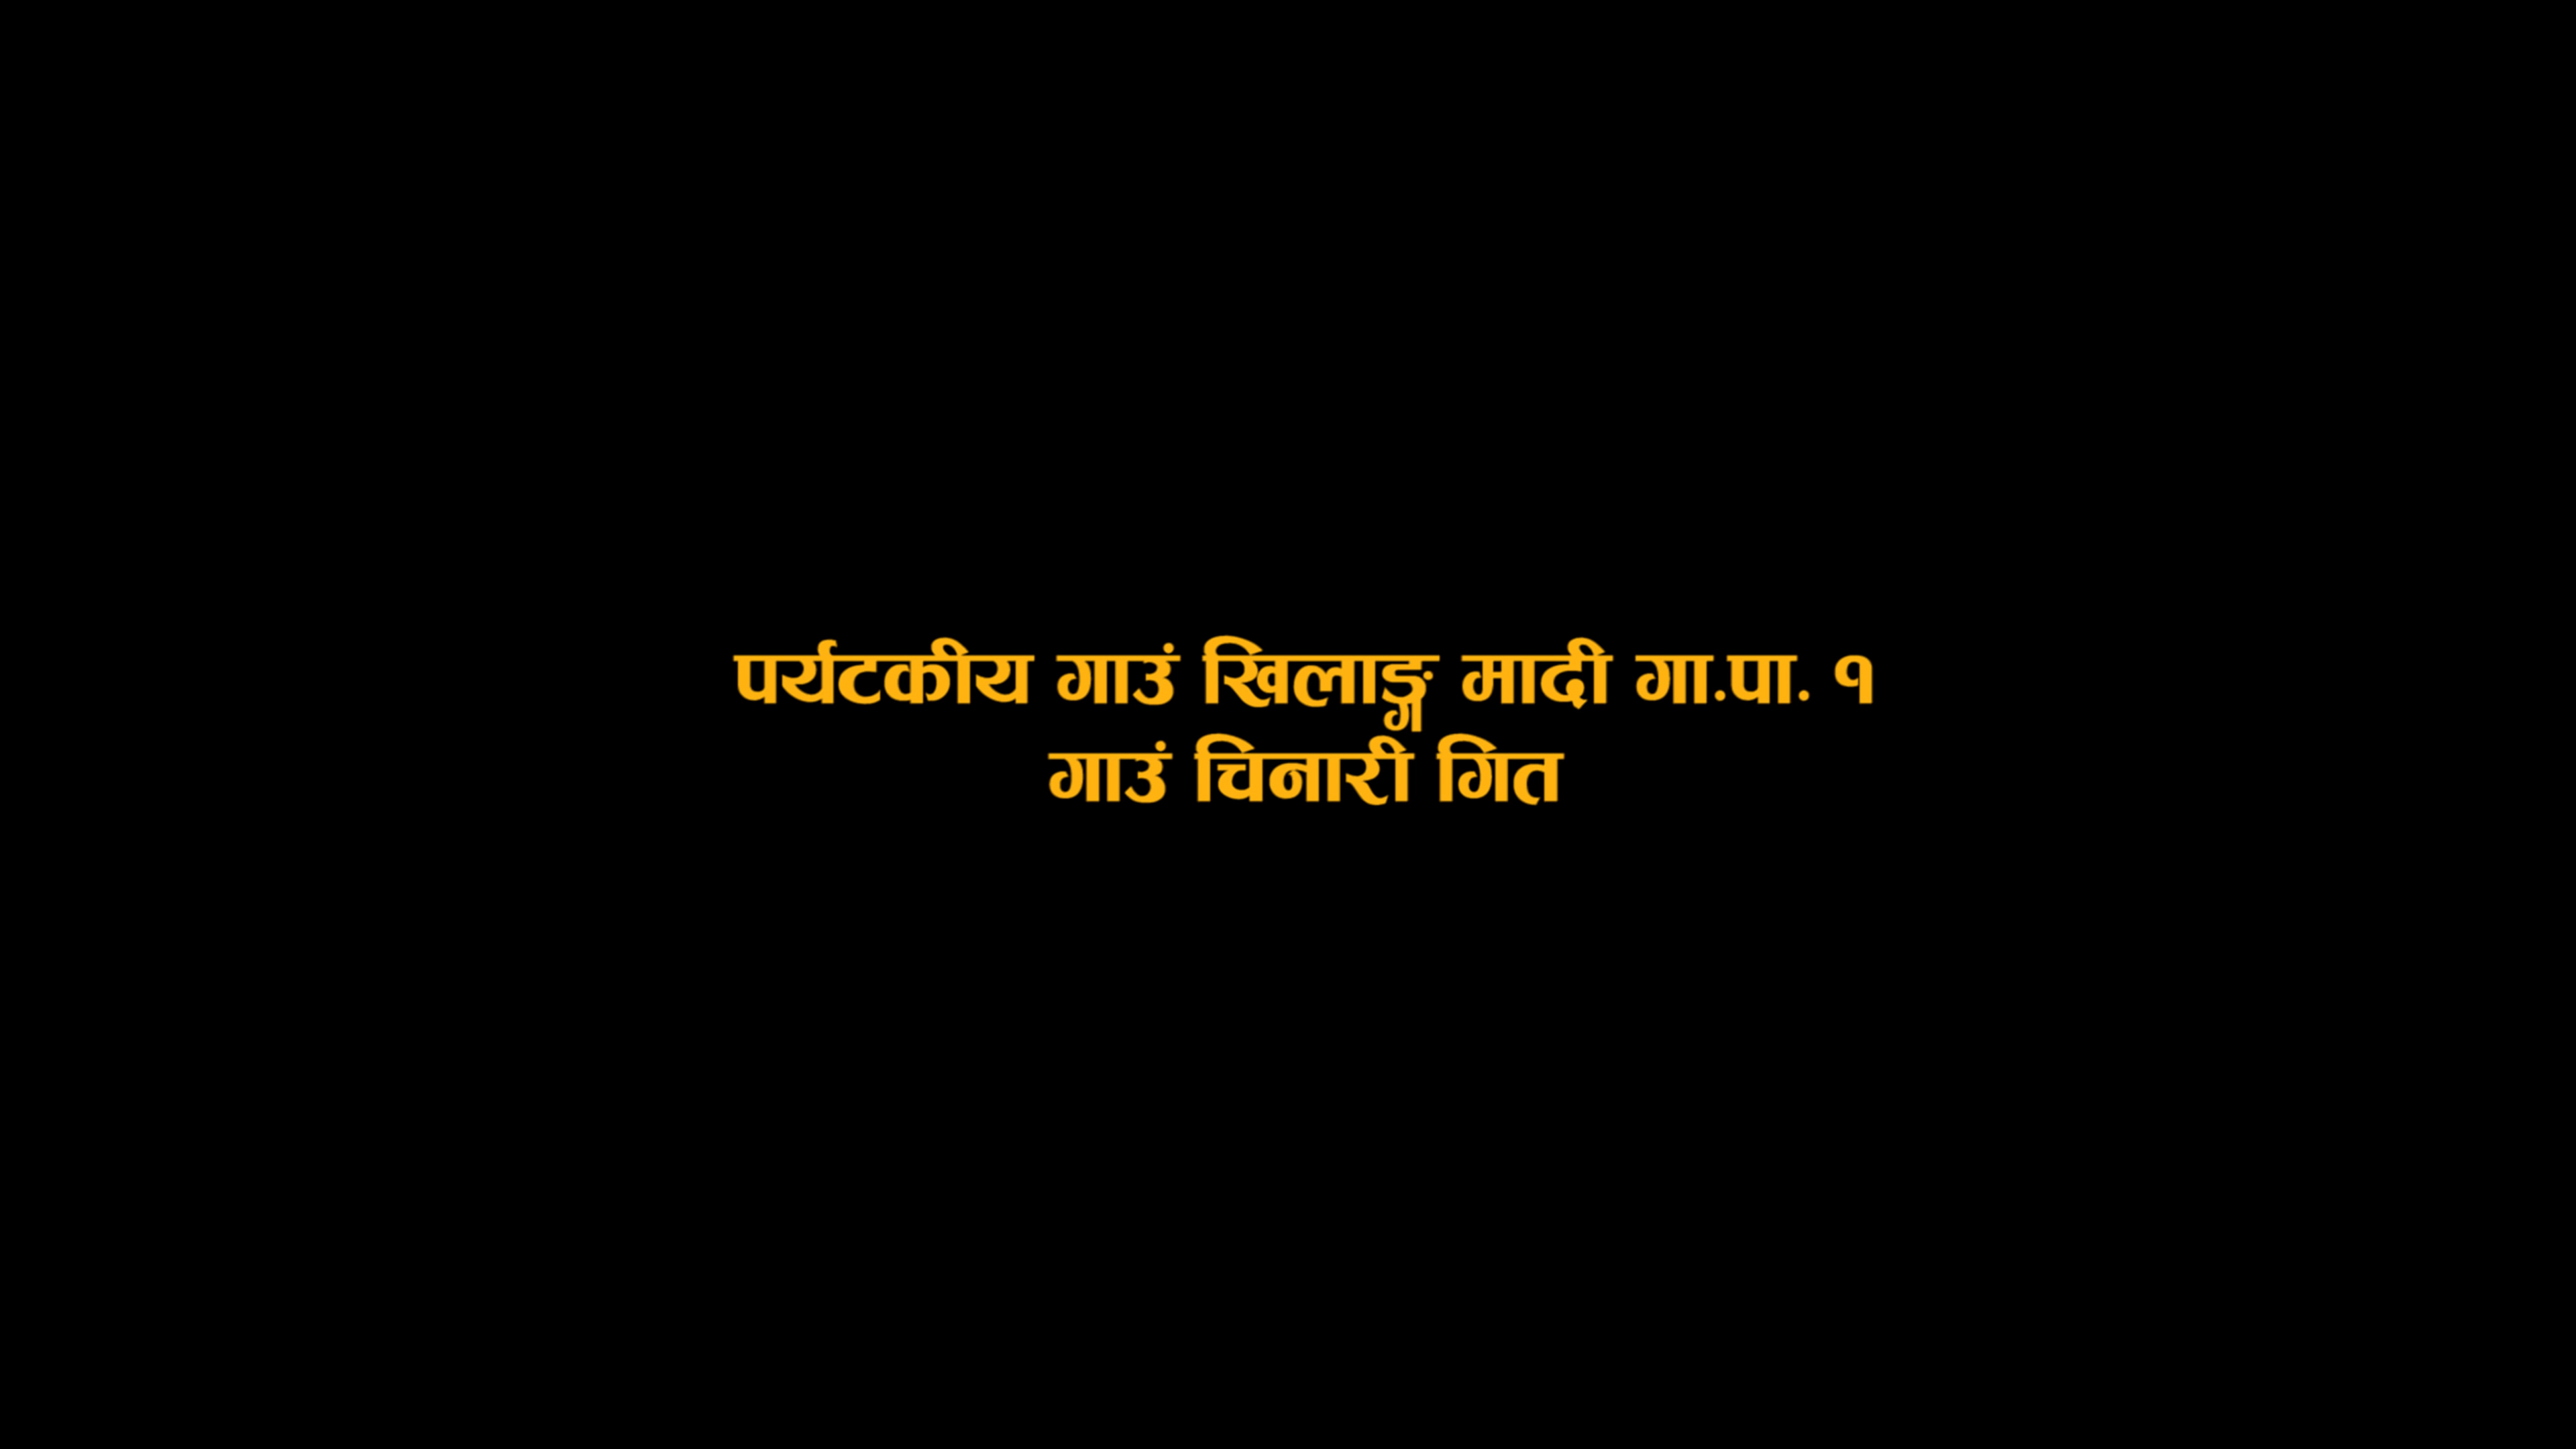 पर्यटकीय गाउं खिलाङ्ग मादी गा.पा. १
गाउं चिनारी गित